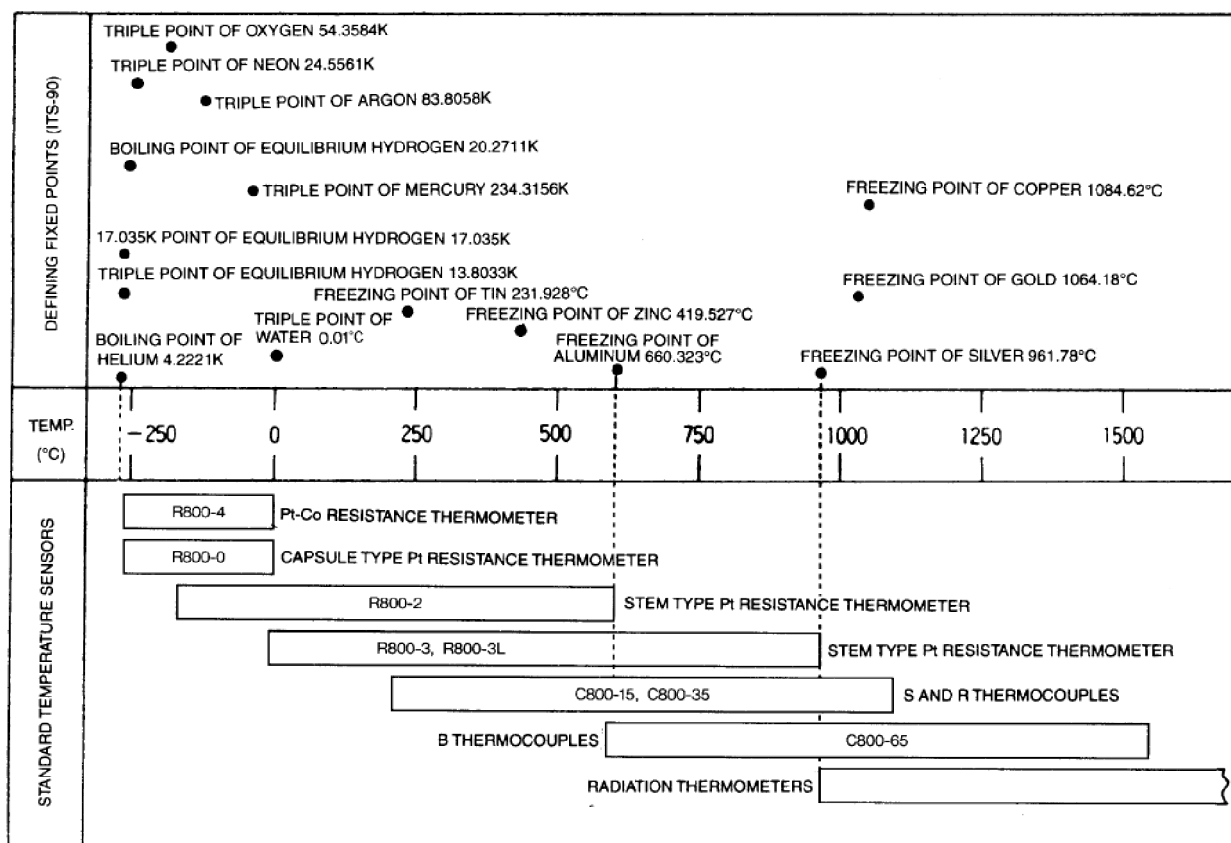 DEFINING FIXED POINTS (ITS-90)
TRIPLE POINT OF OXYGEN 54.3584K
TRIPLE POINT OF NEON 24.5561K
TRIPLE POINT OF ARGON 83.8058K
BOILING POINT OF EQUILIBRIUM HYDROGEN 20.2711K
TRIPLE POINT OF MERCURY 234.3156K
FREEZING POINT OF COPPER 1084.62°C
17.035K POINT OF EQUILIBRIUM HYDROGEN 17.035K
TRIPLE POINT OF EQUILIBRIUM HYDROGEN 13.8033K
FREEZING POINT OF GOLD 1064.18°C
FREEZING POINT OF TIN 231.928°C
TRIPLE POINT OF
WATER 0.01°C
FREEZING POINT OF ZINC 419.527°C
BOILING POINT OF
HELIUM 4.2221K
FREEZING POINT OF
ALUMINUM 660.323°C
FREEZING POINT OF SILVER 961.78°C
TEMP.
(°C)
−250 0 250 500 750 1000 1250 1500
STANDARD TEMPERATURE SENSORS
R800-4 Pt-Co RESISTANCE THERMOMETER
R800-0 CAPSULE TYPE Pt RESISTANCE THERMOMETER
R800-2 STEM TYPE Pt RESISTANCE THERMOMETER
R800-3, R800-3L STEM TYPE Pt RESISTANCE THERMOMETER
C800-15, C800-35 S AND R THERMOCOUPLES
B THERMOCOUPLES C800-65
RADIATION THERMOMETERS